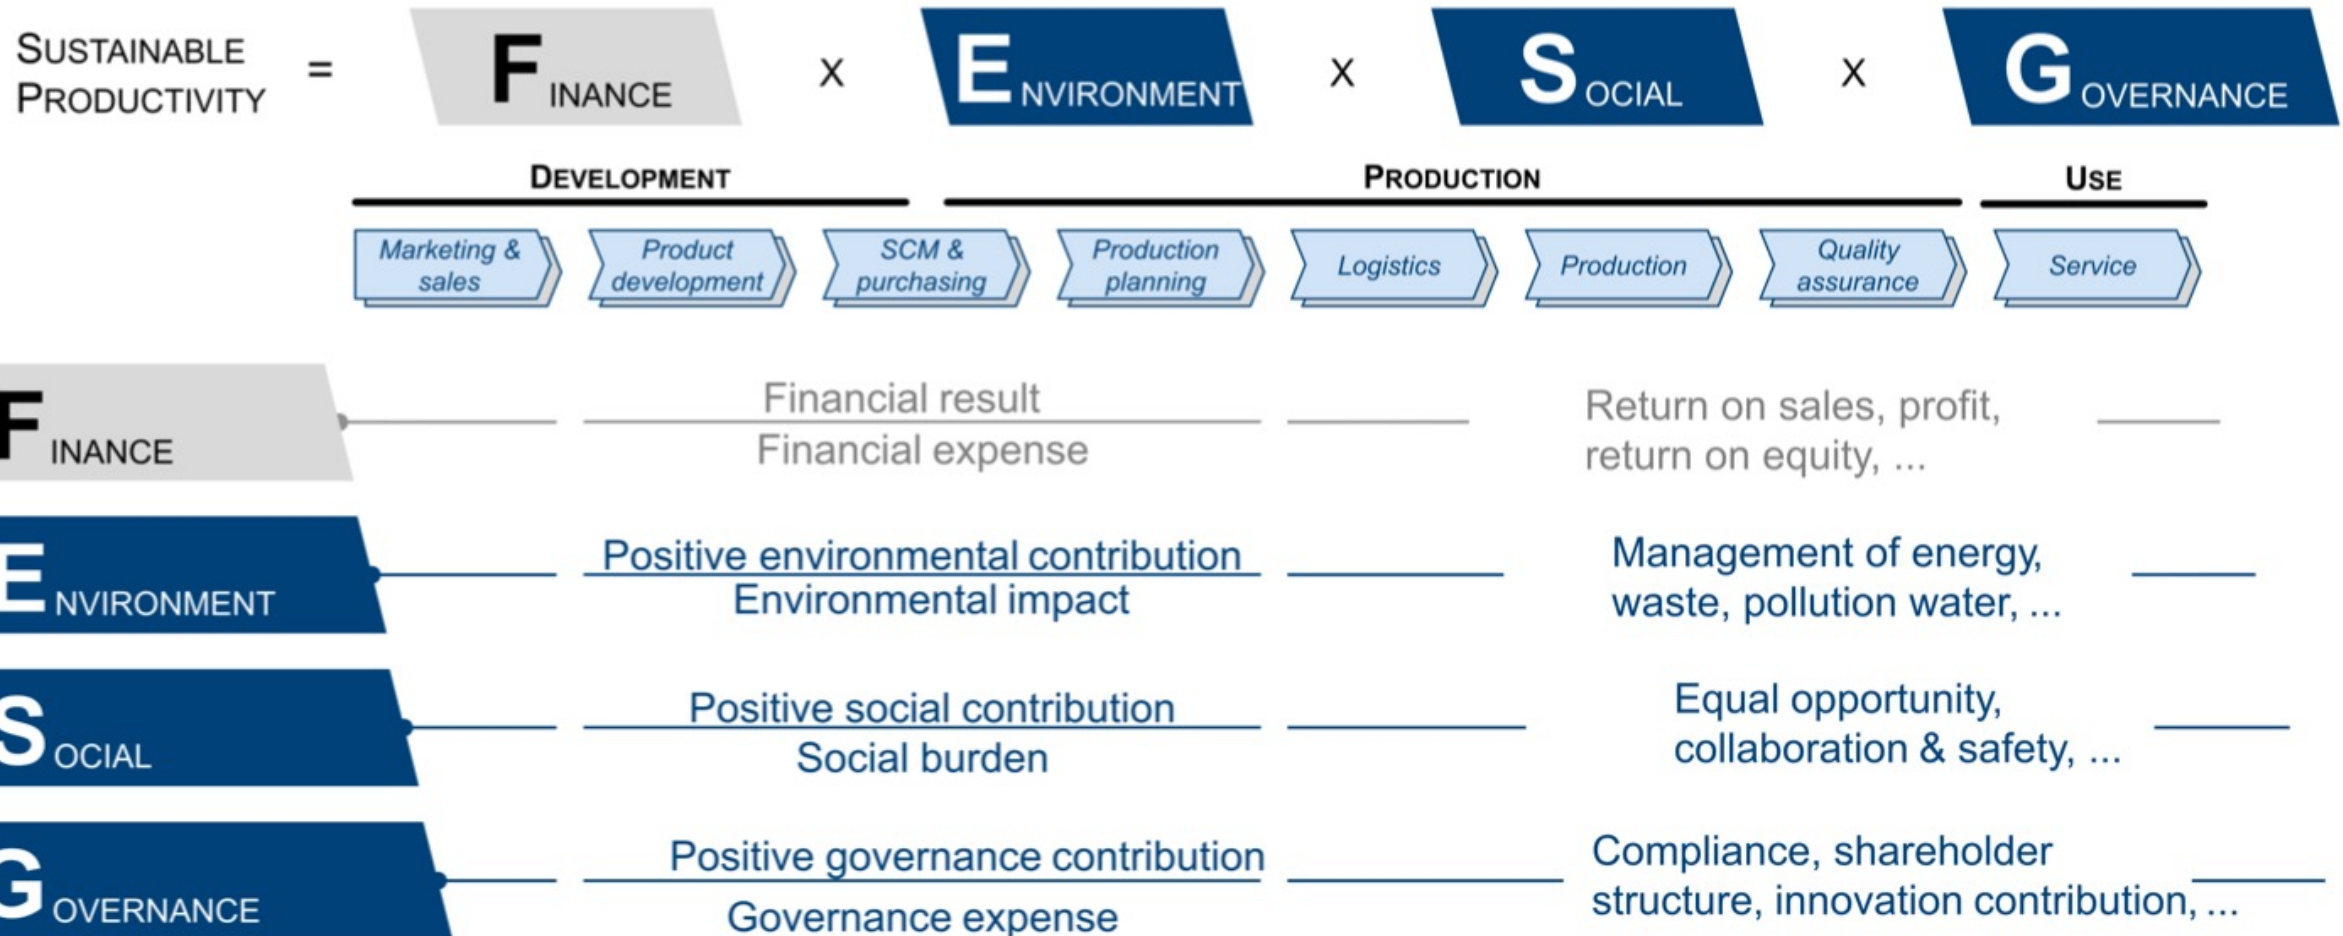 SUSTAINABLE
PRODUCTIVITY
=
FINANCE
X
ENVIRONMENT
X
SOCIAL
X
GOVERNANCE
DEVELOPMENT
PRODUCTION
USE
Marketing &
sales
Product
development
SCM &
purchasing
Production
planning
Logistics
Production
Quality
assurance
Service
FINANCE
Financial result
Financial expense
Return on sales, profit,
return on equity, ...
ENVIRONMENT
Positive environmental contribution
Environmental impact
Management of energy,
waste, pollution water, ...
SOCIAL
Positive social contribution
Social burden
Equal opportunity,
collaboration & safety, ...
GOVERNANCE
Positive governance contribution
Governance expense
Compliance, shareholder
structure, innovation contribution, ...